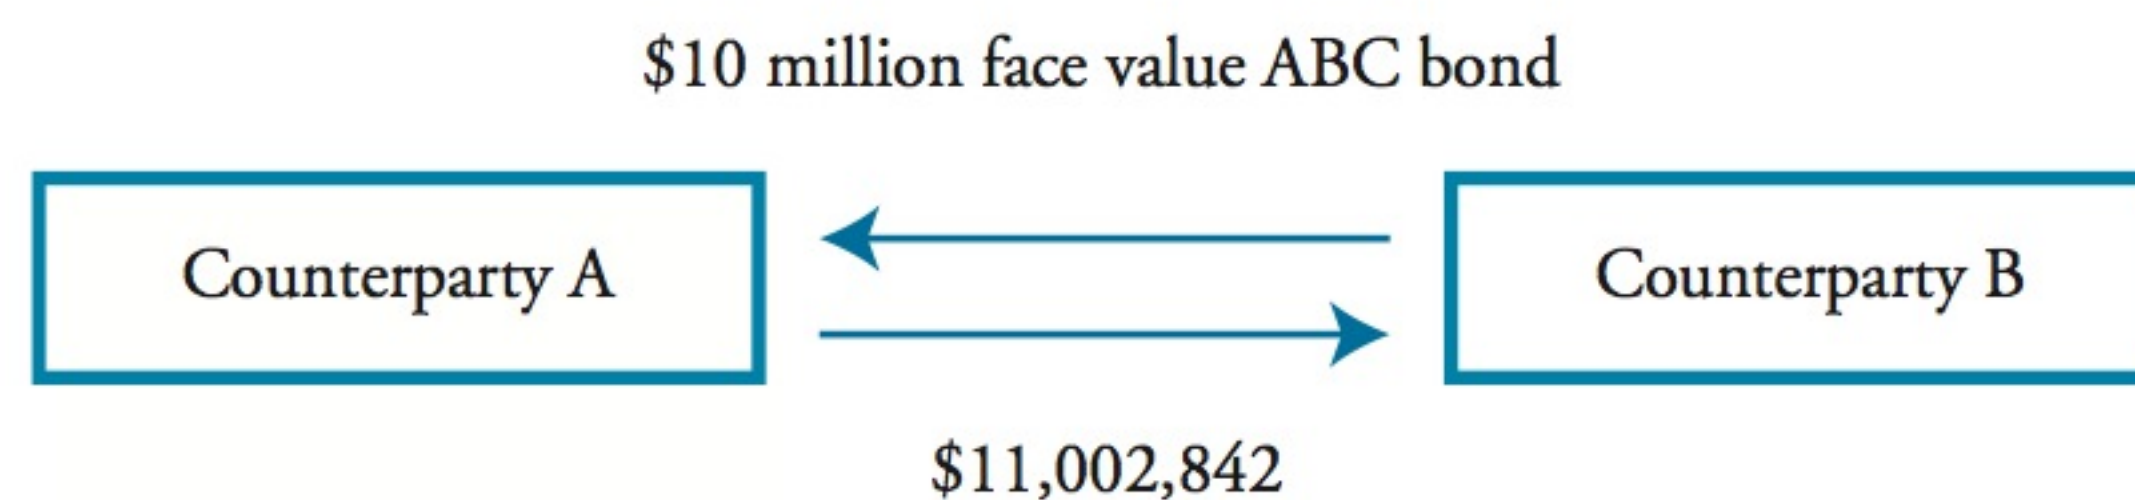 $10 million face value ABC bond
Counterparty A
Counterparty B
$11,002,842